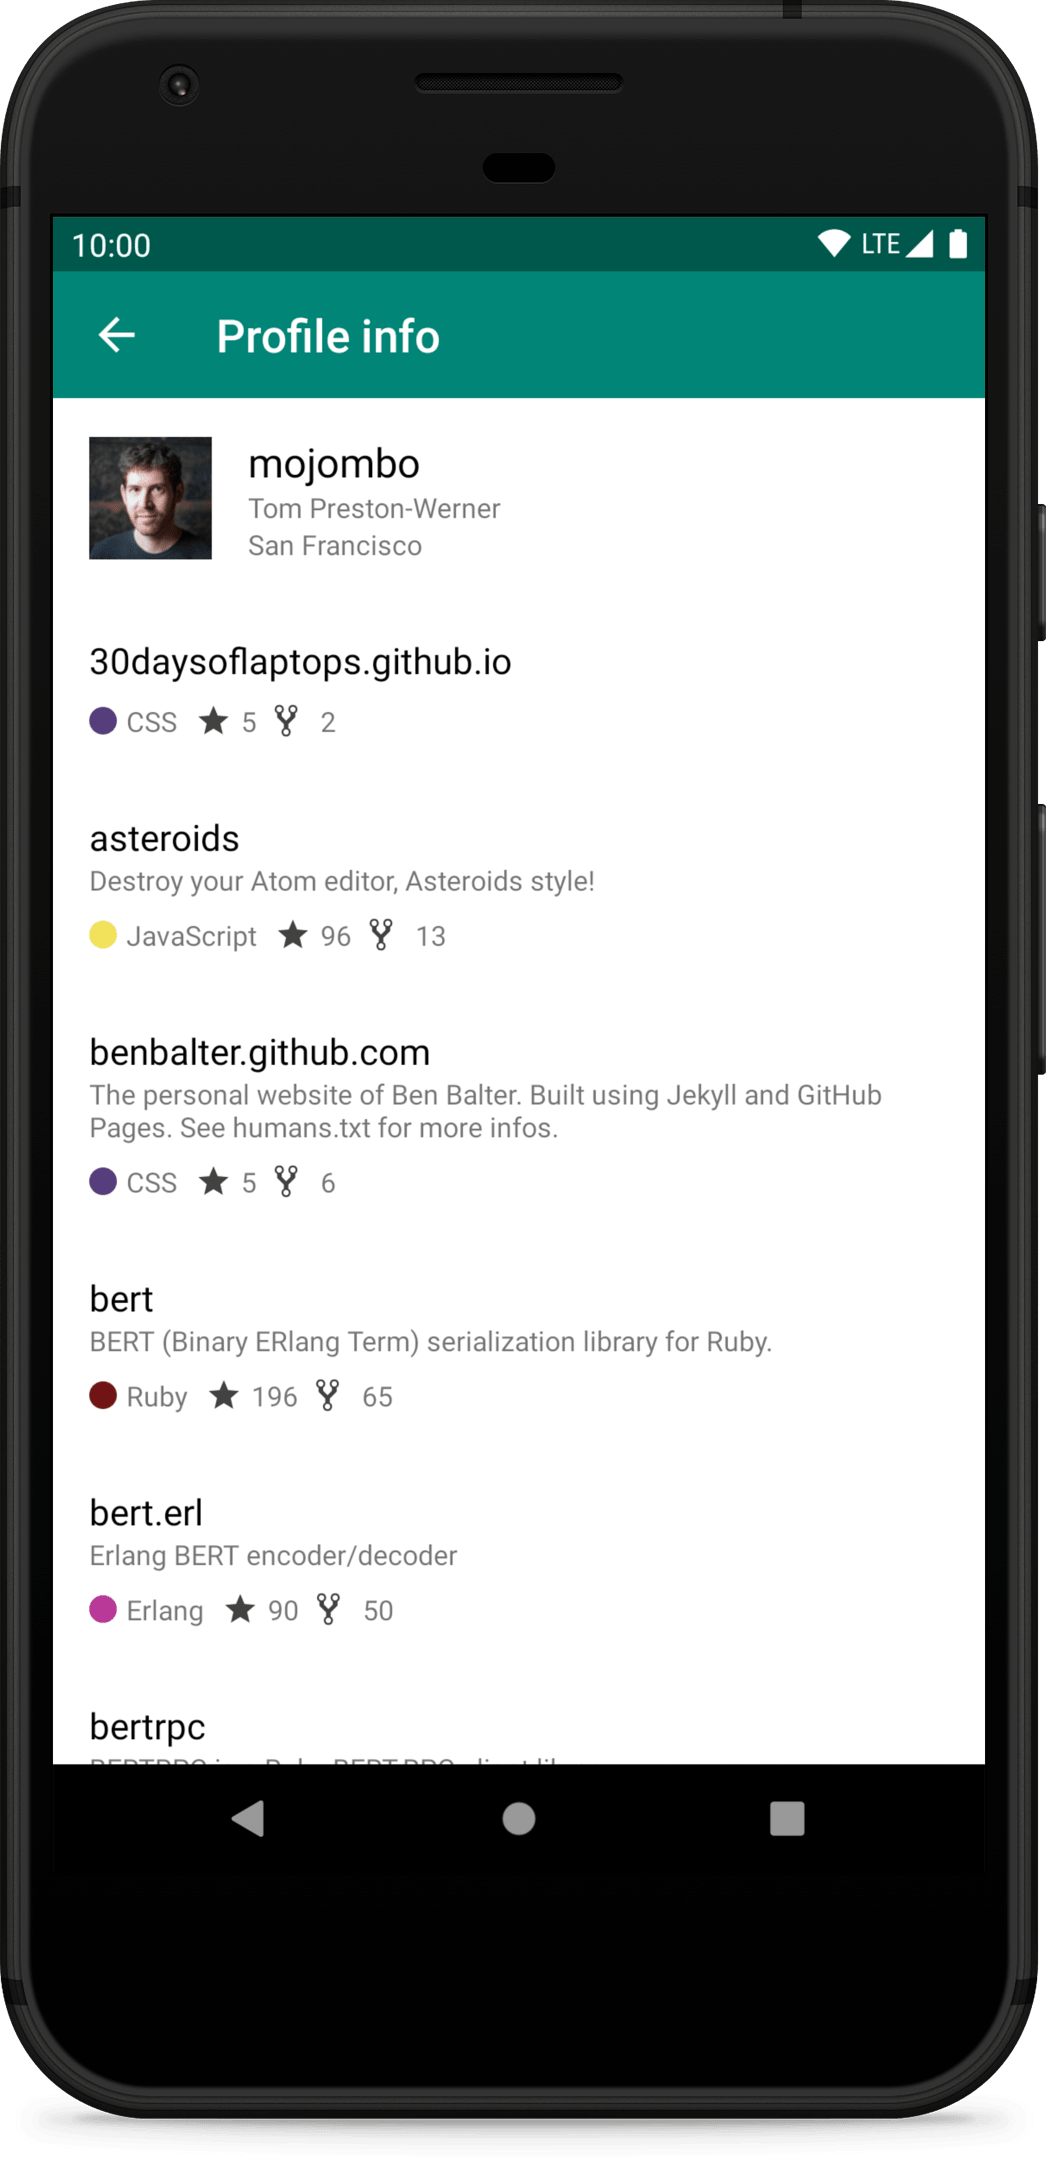 10:00 LTE
Profile info
mojombo
Tom Preston-Werner
San Francisco
30daysoflaptops.github.io
CSS 5 2
asteroids
Destroy your Atom editor, Asteroids style!
JavaScript 96 13
benbalter.github.com
The personal website of Ben Balter. Built using Jekyll and GitHub
Pages. See humans.txt for more infos.
CSS 5 6
bert
BERT (Binary ERlang Term) serialization library for Ruby.
Ruby 196 65
bert.erl
Erlang BERT encoder/decoder
Erlang 90 50
bertrpc